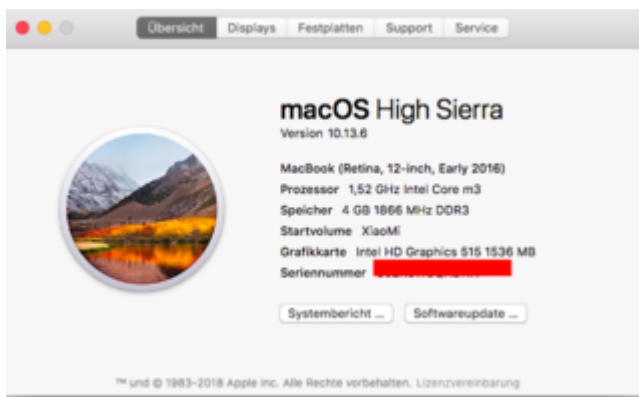 Übersicht Displays Festplatten Support Service
macOS High Sierra
Version 10.13.6
MacBook (Retina, 12-inch, Early 2016)
Prozessor 1,52 GHz Intel Core m3
Speicher 4 GB 1866 MHz DDR3
Startvolume XiaoMi
Grafikkarte Intel HD Graphics 515 1536 MB
Seriennummer
Systembericht ... Softwareupdate ...
™ und © 1983-2018 Apple Inc. Alle Rechte vorbehalten. Lizenzvereinbarung